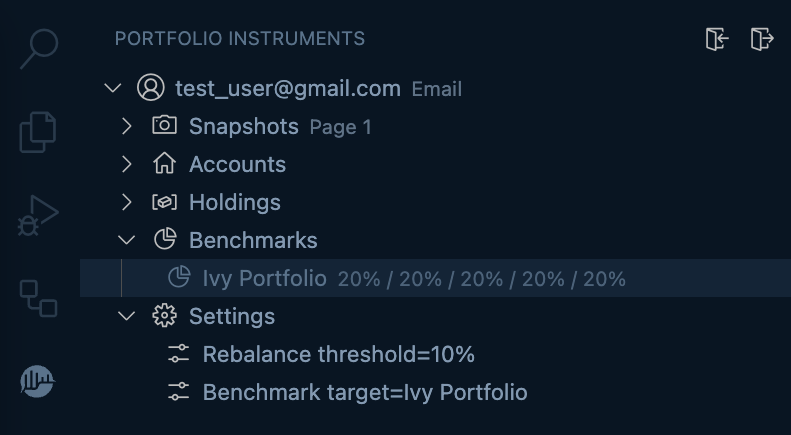 PORTFOLIO INSTRUMENTS
test_user@gmail.com Email
Snapshots Page 1
Accounts
Holdings
Benchmarks
Ivy Portfolio 20% / 20% / 20% / 20% / 20%
Settings
Rebalance threshold=10%
Benchmark target=Ivy Portfolio